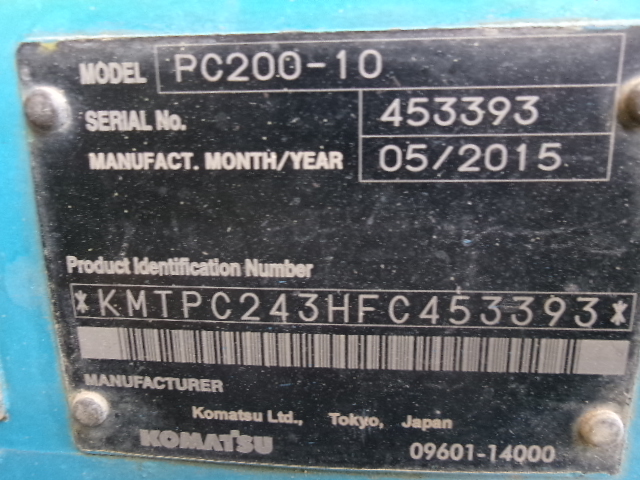 MODEL PC200-10
SERIAL No. 453393
MANUFACT. MONTH/YEAR 05/2015
Product Identification Number
*KMTPC243HFC453393*
MANUFACTURER
Komatsu Ltd., Tokyo, Japan
KOMATSU 09601-14000